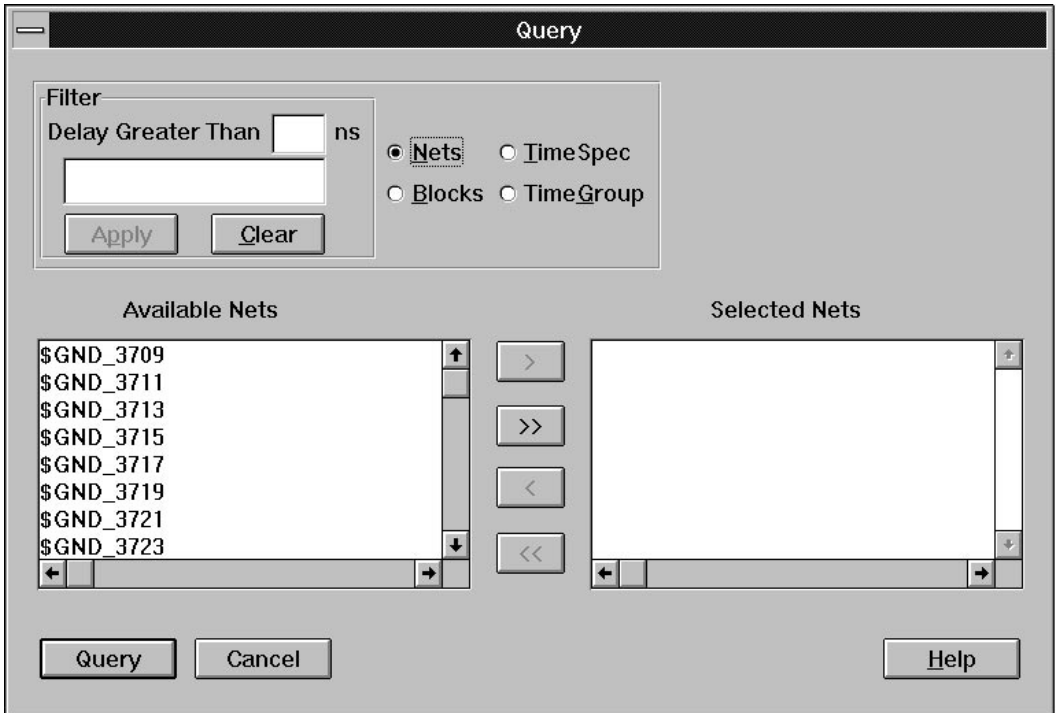 Query
Filter
Delay Greater Than ns
Nets TimeSpec
Blocks TimeGroup
Apply Clear
Available Nets
Selected Nets
$GND_3709
$GND_3711
$GND_3713
$GND_3715
$GND_3717
$GND_3719
$GND_3721
$GND_3723
>
>>
<
<<
Query Cancel Help